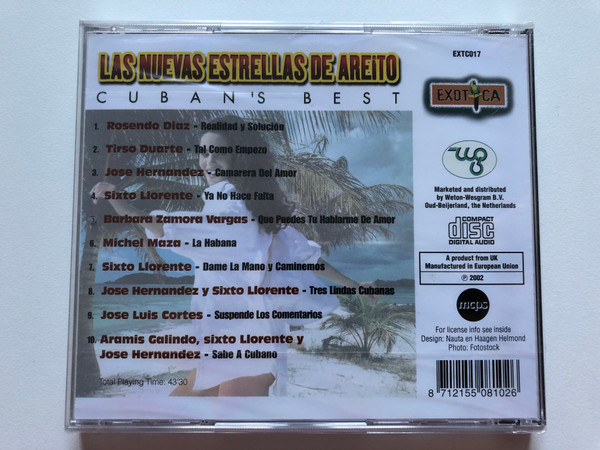 LAS NUEVAS ESTRELLAS DE AREÏTO
CUBAN'S BEST
1. Rosendo Diaz - Realidad y Solución
2. Tirso Duarte - Tal Como Empezo
3. Jose Hernandez - Camarera Del Amor
4. Sixto Llorente - Ya No Hace Falta
5. Barbara Zamora Vargas - Que Puedes Tu Hablarme De Amor
6. Michel Maza - La Habana
7. Sixto Llorente - Dame La Mano y Caminemos
8. Jose Hernandez y Sixto Llorente - Tres Lindas Cubanas
9. Jose Luis Cortes - Suspende Los Comentarios
10. Aramis Galindo, sixto Llorente y
Jose Hernandez - Sabe A Cubano
Total Playing Time: 43'30
EXTC017
EXOTICA
wg
Marketed and distributed
by Weton-Wesgram B.V.
Oud-Beijerland, the Netherlands
COMPACT
disc
DIGITAL AUDIO
A product from UK
Manufactured in European Union
℗ 2002
mcps
For license info see inside
Design: Nauta en Haagen Helmond
Photo: Fotostock
8 712155 081026